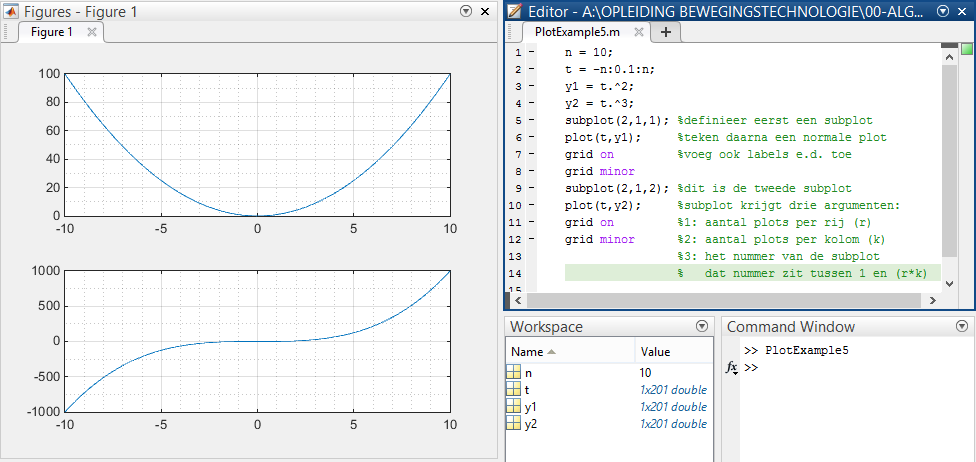 Figures - Figure 1
Figure 1
100
80
60
40
20
0
-10 -5 0 5 10
1000
500
0
-500
-1000
-10 -5 0 5 10
Editor - A:\OPLEIDING BEWEGINGSTECHNOLOGIE\00-ALG...
PlotExample5.m
1 - n = 10;
2 - t = -n:0.1:n;
3 - y1 = t.^2;
4 - y2 = t.^3;
5 - subplot(2,1,1); %definieer eerst een subplot
6 - plot(t,y1); %teken daarna een normale plot
7 - grid on %voeg ook labels e.d. toe
8 - grid minor
9 - subplot(2,1,2); %dit is de tweede subplot
10 - plot(t,y2); %subplot krijgt drie argumenten:
11 - grid on %1: aantal plots per rij (r)
12 - grid minor %2: aantal plots per kolom (k)
13 %3: het nummer van de subplot
14 % dat nummer zit tussen 1 en (r*k)
15
Workspace
Name Value
n 10
t 1x201 double
y1 1x201 double
y2 1x201 double
Command Window
>> PlotExample5
fx >>